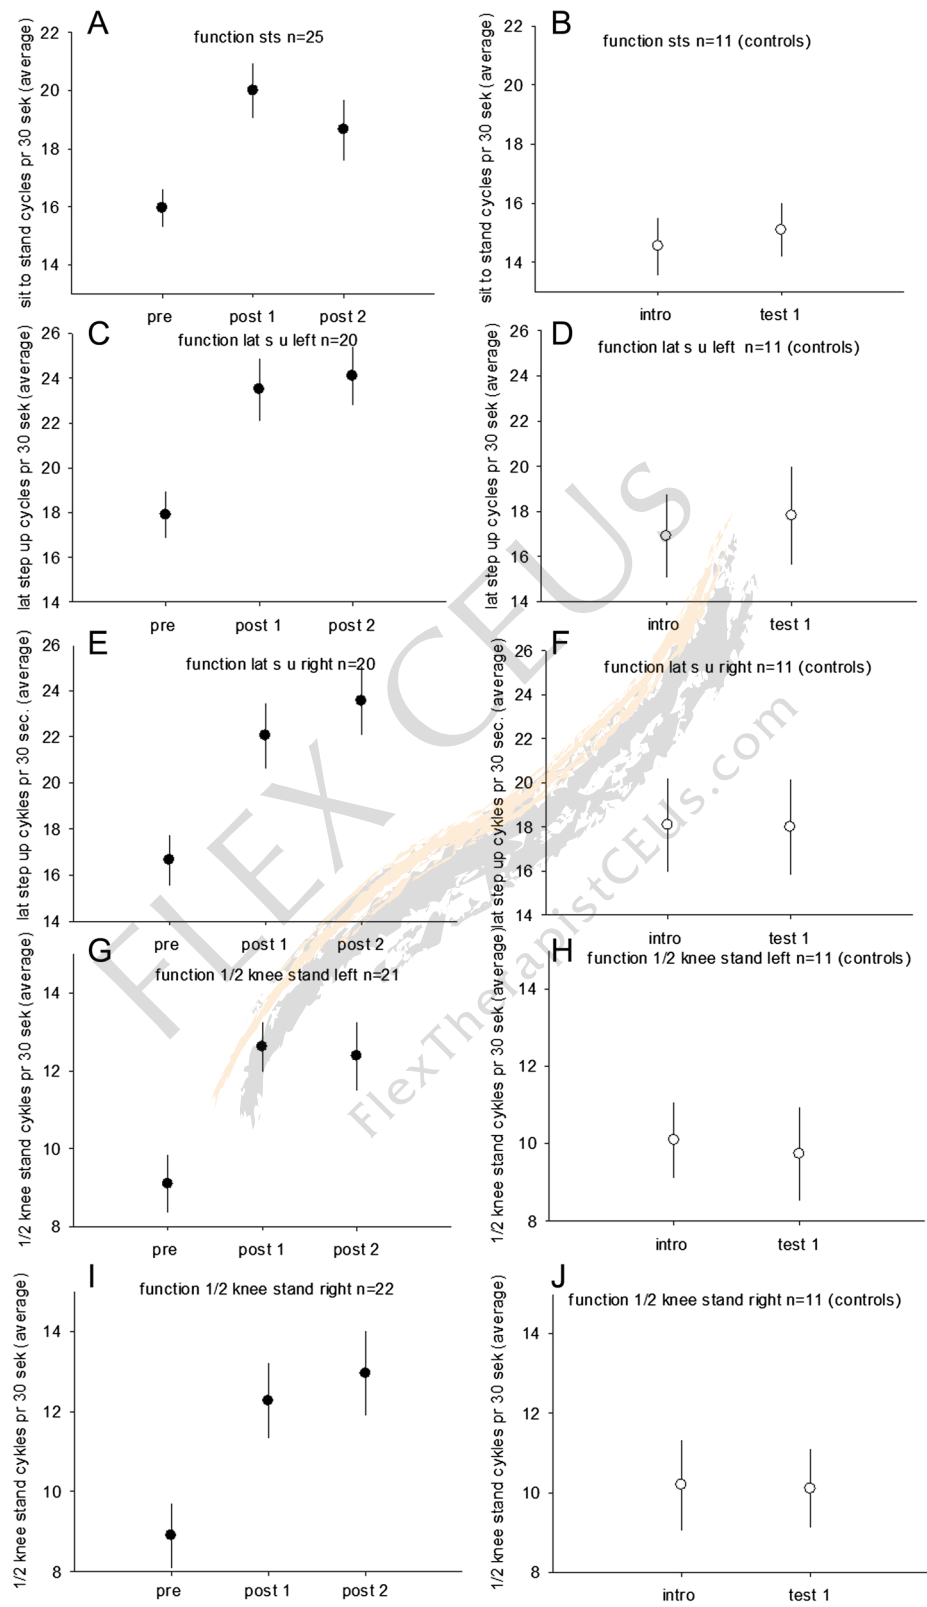 A
function sts n=25
sit to stand cycles pr 30 sek (average)
22
20
18
16
14
pre
post 1
post 2
B
function sts n=11 (controls)
sit to stand cycles pr 30 sek (average)
22
20
18
16
14
intro
test 1
C
function lat s u left n=20
lat step up cycles pr 30 sek (average)
26
24
22
20
18
16
14
pre
post 1
post 2
D
function lat s u left n=11 (controls)
lat step up cycles pr 30 sek (average)
26
24
22
20
18
16
14
intro
test 1
E
function lat s u right n=20
lat step up cykles pr 30 sec. (average)
26
24
22
20
18
16
14
pre
post 1
post 2
F
function lat s u right n=11 (controls)
lat step up cykles pr 30 sek (average)
26
24
22
20
18
16
14
intro
test 1
G
function 1/2 knee stand left n=21
1/2 knee stand cykles pr 30 sek (average)
14
12
10
8
pre
post 1
post 2
H
function 1/2 knee stand left n=11 (controls)
1/2 knee stand cykles pr 30 sek (average)
14
12
10
8
intro
test 1
I
function 1/2 knee stand right n=22
1/2 knee stand cykles pr 30 sek (average)
14
12
10
8
pre
post 1
post 2
J
function 1/2 knee stand right n=11 (controls)
1/2 knee stand cykles pr 30 sek (average)
14
12
10
8
intro
test 1
FLEX CEUs
FlexTherapistCEUs.com